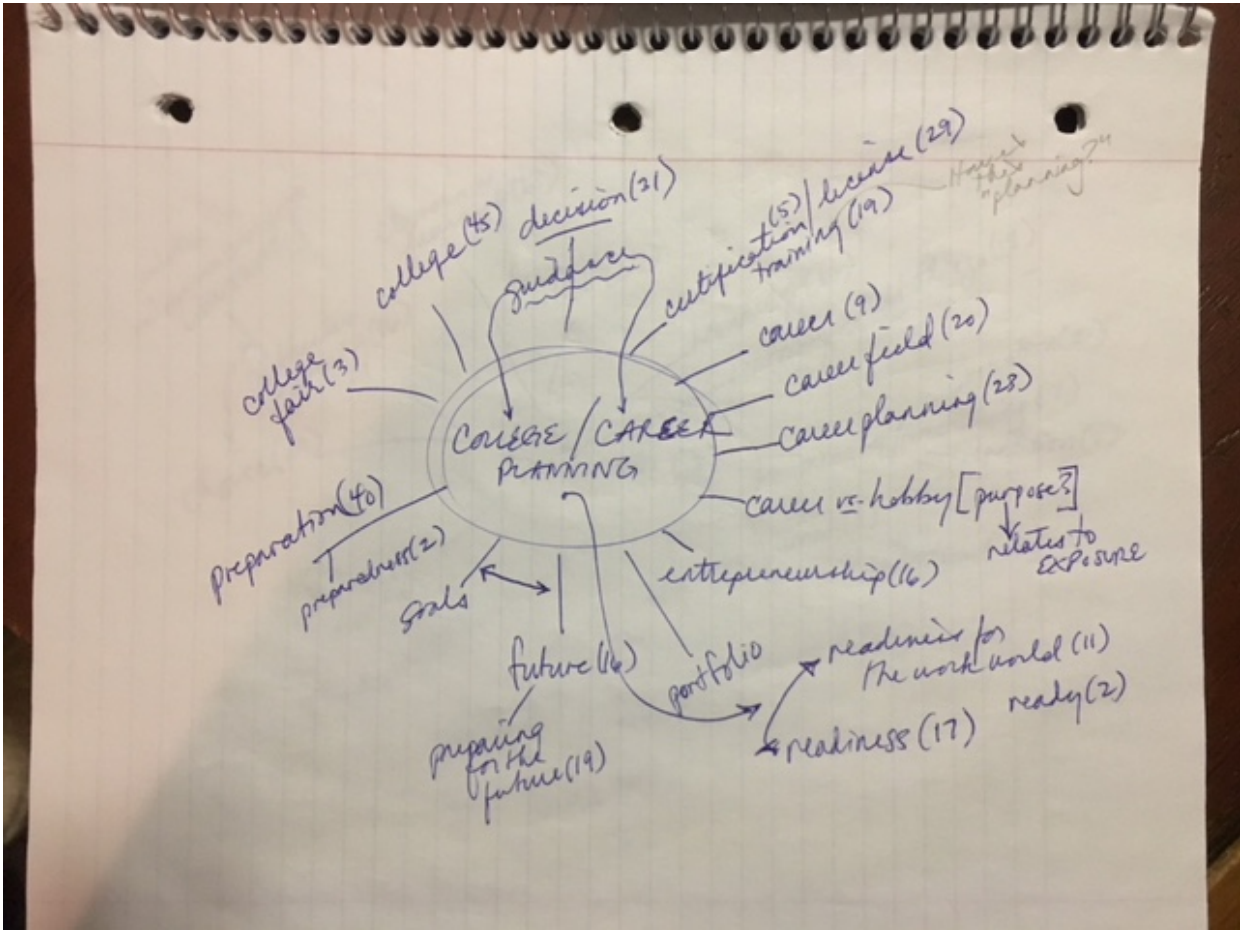 college (45)
decision (21)
guidance
certification (5) / license (29)
training (19)
this
"planning?"
college
fair (3)
career (9)
career field (20)
career planning (23)
COLLEGE / CAREER
PLANNING
career vs. hobby [purpose?]
relates to
EXPOSURE
preparation (40)
preparedness (2)
goals
entrepreneurship (16)
future (16)
portfolio
preparing
for the
future (19)
readiness for
the work world (11)
ready (2)
readiness (17)